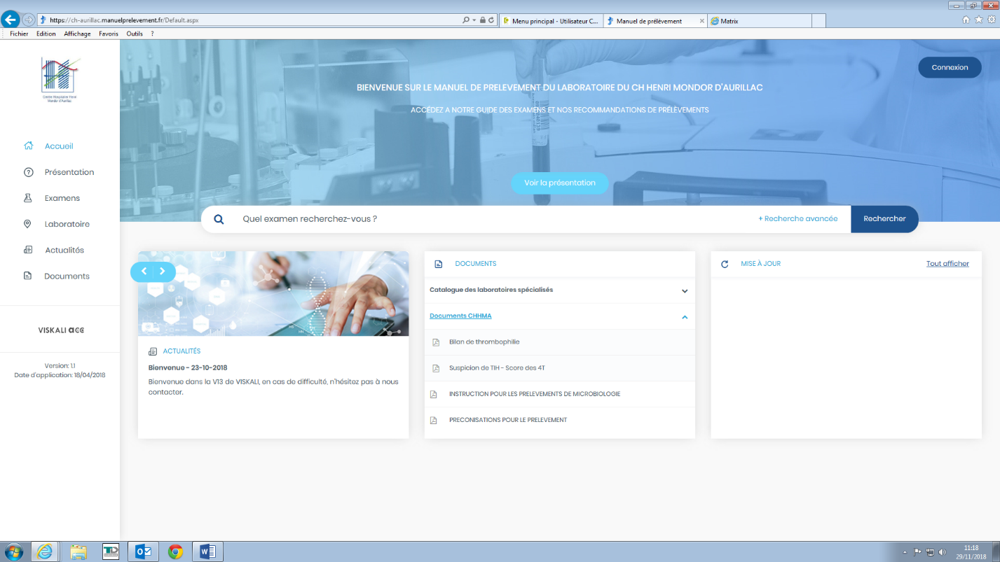 https://ch-aurillac.manuelprelevement.fr/Default.aspx
Menu principal - Utilisateur C...
Manuel de prélèvement
Matrix
Fichier Edition Affichage Favoris Outils ?
Centre Hospitalier Henri
Mondor d'Aurillac
Connexion
BIENVENUE SUR LE MANUEL DE PRELEVEMENT DU LABORATOIRE DU CH HENRI MONDOR D'AURILLAC
ACCÉDEZ A NOTRE GUIDE DES EXAMENS ET NOS RECOMMANDATIONS DE PRÉLÈVEMENTS
Voir la présentation
Accueil
Présentation
Examens
Laboratoire
Actualités
Documents
VISKALI acc
Version: 1.1
Date d'application: 18/04/2018
Quel examen recherchez-vous ?
+ Recherche avancée
Rechercher
ACTUALITÉS
Bienvenue - 23-10-2018
Bienvenue dans la V13 de VISKALI, en cas de difficulté, n'hésitez pas à nous
contacter.
DOCUMENTS
Catalogue des laboratoires spécialisés
Documents CHHMA
Bilan de thrombophilie
Suspicion de TIH - Score des 4T
INSTRUCTION POUR LES PRELEVEMENTS DE MICROBIOLOGIE
PRECONISATIONS POUR LE PRELEVEMENT
MISE À JOUR
Tout afficher
11:18
29/11/2018